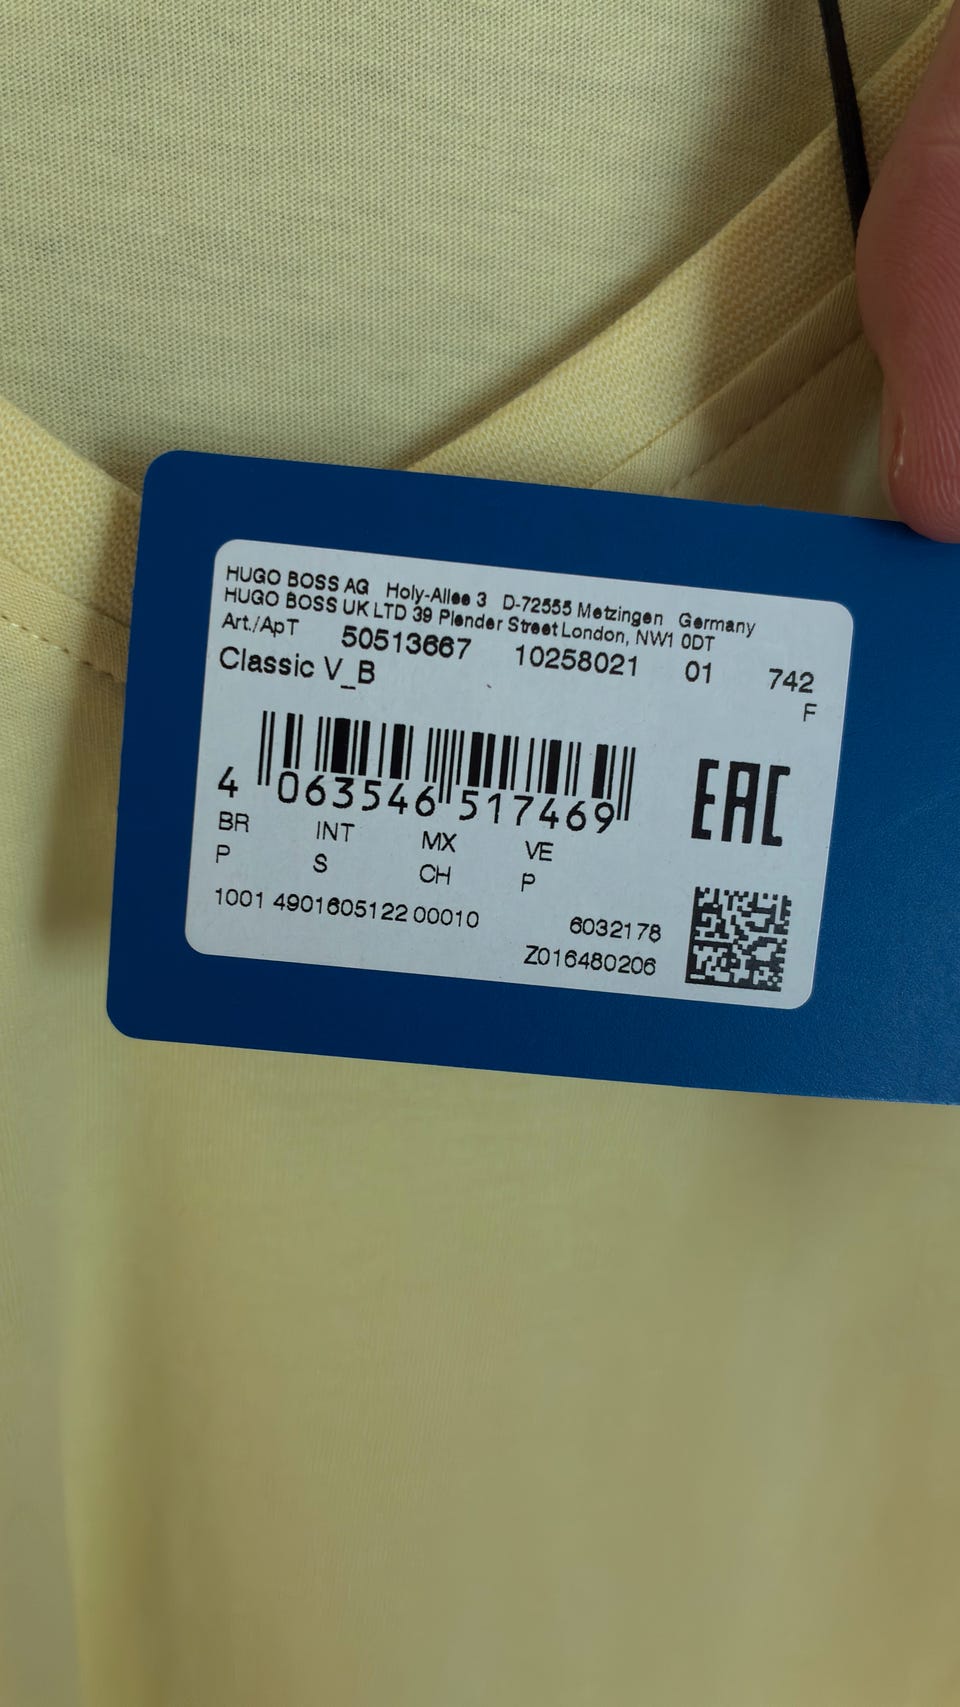 HUGO BOSS AG Holy-Allee 3 D-72555 Metzingen Germany
HUGO BOSS UK LTD 39 Plender Street London, NW1 0DT
Art./ApT 50513667 10258021 01 742
Classic V_B F
4 063546 517469
EAC
BR INT MX VE
P S CH P
1001 4901605122 00010 6032178
Z016480206